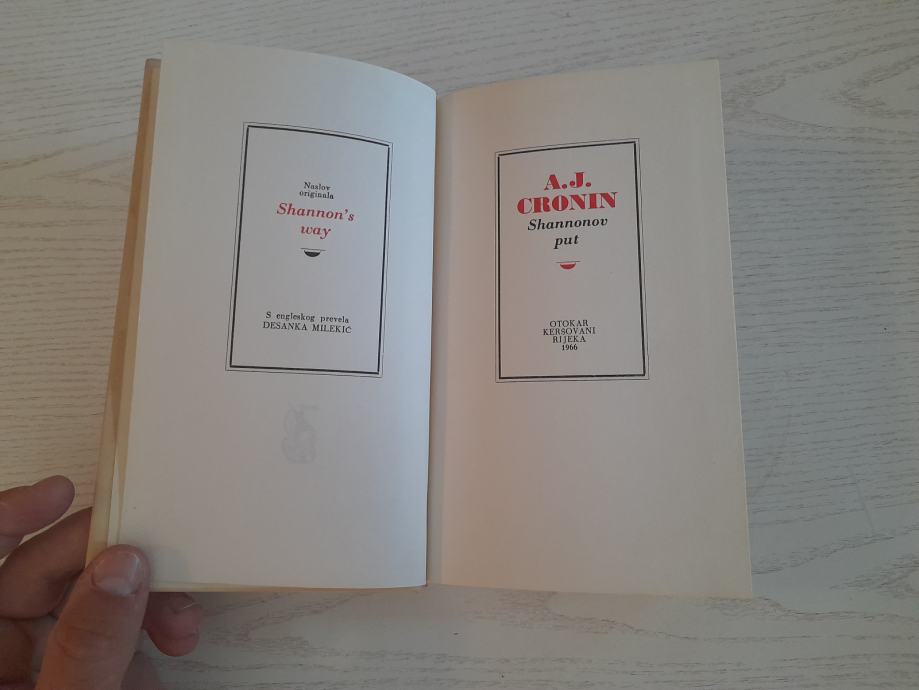 Naslov
originala
Shannon's
way
S engleskog prevela
DESANKA MILEKIĆ
A.J.
CRONIN
Shannonov
put
OTOKAR
KERSOVANI
RIJEKA
1966